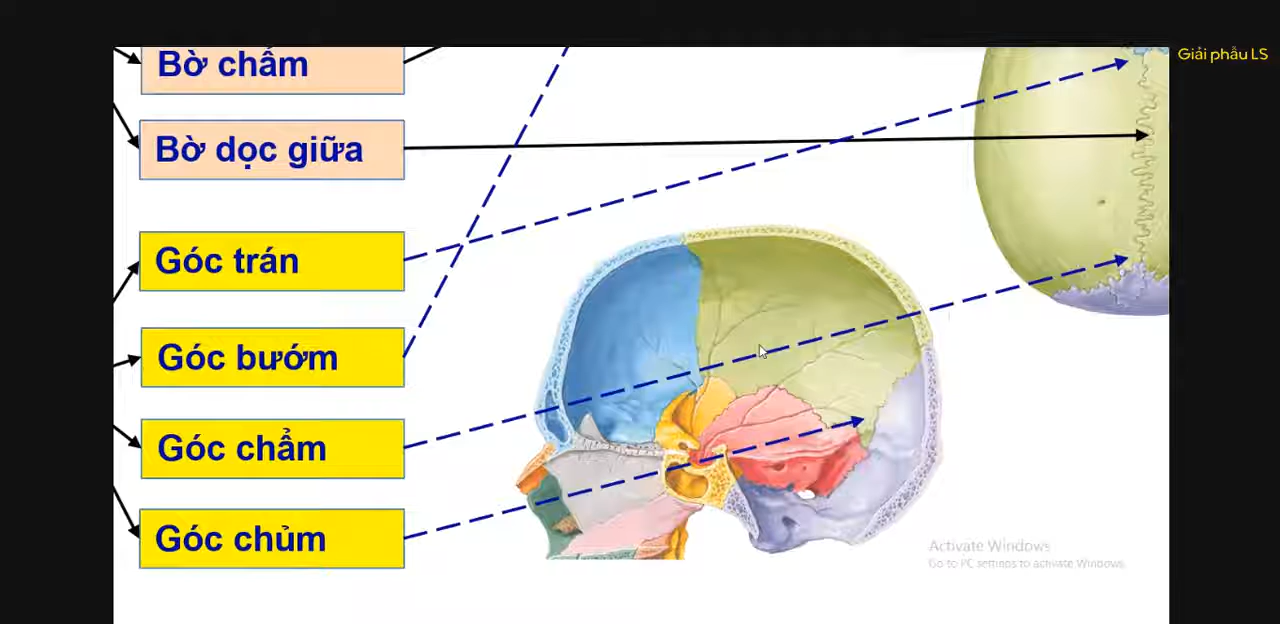 Bờ chẩm
Giải phẫu LS
Bờ dọc giữa
Góc trán
Góc bướm
Góc chẩm
Góc chủm
Activate Windows
Go to PC settings to activate Windows.